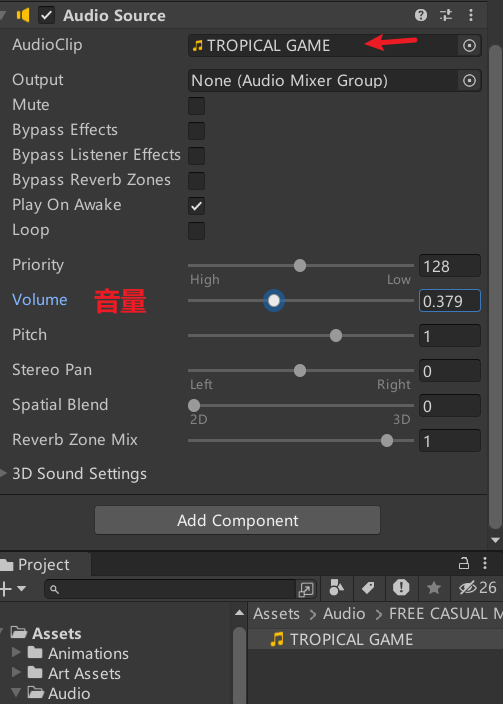 Audio Source
AudioClip TROPICAL GAME
Output None (Audio Mixer Group)
Mute
Bypass Effects
Bypass Listener Effects
Bypass Reverb Zones
Play On Awake
Loop
Priority 128
High Low
Volume 音量 0.379
Pitch 1
Stereo Pan 0
Left Right
Spatial Blend 0
2D 3D
Reverb Zone Mix 1
3D Sound Settings
Add Component
Project
26
Assets Assets > Audio > FREE CASUAL M
Animations TROPICAL GAME
Art Assets
Audio